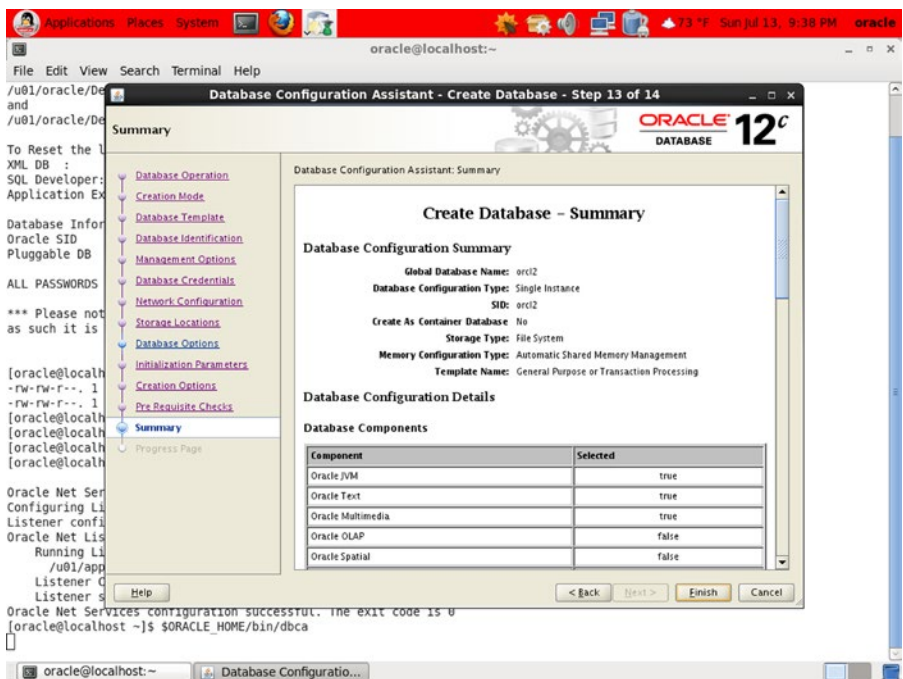 Applications Places System
73 °F Sun Jul 13, 9:38 PM oracle
oracle@localhost:~
File Edit View Search Terminal Help
/u01/oracle/De
and
/u01/oracle/De
To Reset the l
XML DB :
SQL Developer:
Application Ex
Database Infor
Oracle SID
Pluggable DB
ALL PASSWORDS
*** Please not
as such it is
[oracle@localh
-rw-rw-r--. 1
-rw-rw-r--. 1
[oracle@localh
[oracle@localh
[oracle@localh
[oracle@localh
Oracle Net Ser
Configuring Li
Listener confi
Oracle Net Lis
Running Li
/u01/app
Listener C
Listener s
Oracle Net Services configuration successful. The exit code is 0
[oracle@localhost ~]$ $ORACLE_HOME/bin/dbca
Database Configuration Assistant - Create Database - Step 13 of 14
Summary
ORACLE
DATABASE
12c
Database Operation
Creation Mode
Database Template
Database Identification
Management Options
Database Credentials
Network Configuration
Storage Locations
Database Options
Initialization Parameters
Creation Options
Pre Requisite Checks
Summary
Progress Page
Database Configuration Assistant: Summary
Create Database - Summary
Database Configuration Summary
Global Database Name: orcl2
Database Configuration Type: Single Instance
SID: orcl2
Create As Container Database No
Storage Type: File System
Memory Configuration Type: Automatic Shared Memory Management
Template Name: General Purpose or Transaction Processing
Database Configuration Details
Database Components
Component Selected
Oracle JVM true
Oracle Text true
Oracle Multimedia true
Oracle OLAP false
Oracle Spatial false
Help < Back Next > Finish Cancel
oracle@localhost:~ Database Configuratio...